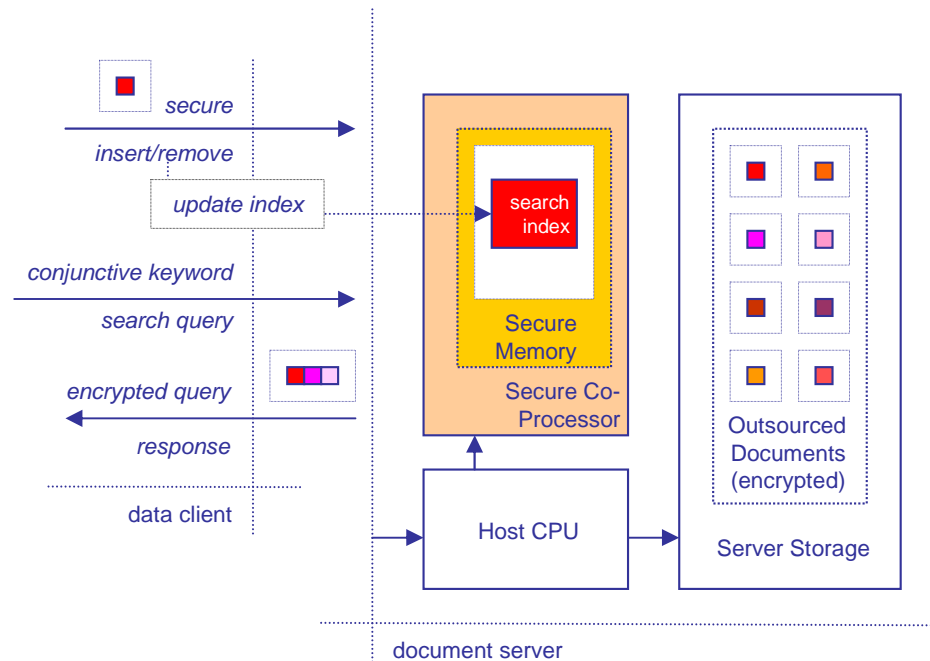 secure
insert/remove
update index
conjunctive keyword
search query
encrypted query
response
data client
search
index
Secure
Memory
Secure Co-
Processor
Host CPU
Outsourced
Documents
(encrypted)
Server Storage
document server